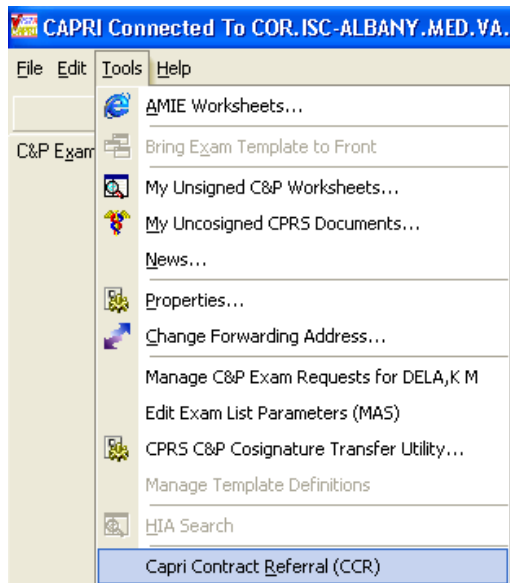 Capri CAPRI Connected To COR.ISC-ALBANY.MED.VA.
File Edit Tools Help
AMIE Worksheets...
C&P Exam
Bring Exam Template to Front
My Unsigned C&P Worksheets...
My Uncosigned CPRS Documents...
News...
Properties...
Change Forwarding Address...
Manage C&P Exam Requests for DELA,K M
Edit Exam List Parameters (MAS)
CPRS C&P Cosignature Transfer Utility...
Manage Template Definitions
HIA Search
Capri Contract Referral (CCR)